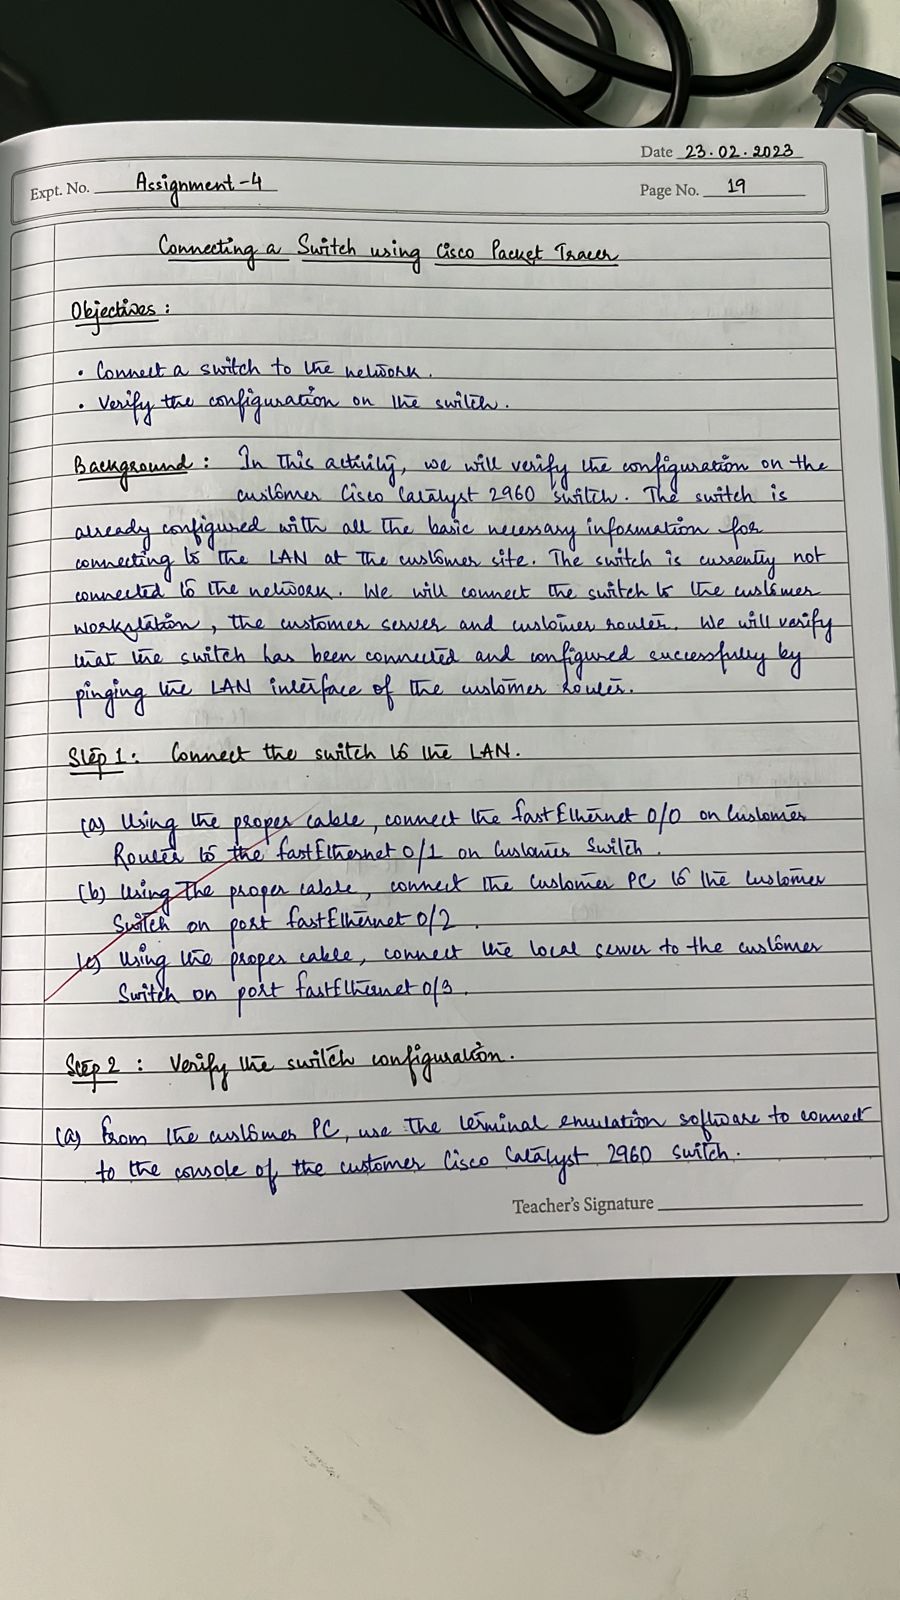 Date 23.02.2023
Expt. No. Assignment-4
Page No. 19
Connecting a Switch using Cisco Packet Tracer
Objectives :
• Connect a switch to the network.
• Verify the configuration on the switch.
Background : In this activity, we will verify the configuration on the
customer Cisco Catalyst 2960 switch. The switch is
already configured with all the basic necessary information for
connecting to the LAN at the customer site. The switch is currently not
connected to the network. We will connect the switch to the customer
workstation, the customer server and customer router. We will verify
that the switch has been connected and configured successfully by
pinging the LAN interface of the customer router.
Step 1: Connect the switch to the LAN.
(a) Using the proper cable, connect the fastEthernet 0/0 on Customer
Router to the fastEthernet 0/1 on Customer Switch.
(b) Using the proper cable, connect the Customer PC to the Customer
Switch on port fastEthernet 0/2.
(c) Using the proper cable, connect the local server to the customer
Switch on port fastEthernet 0/3.
Step 2 : Verify the switch configuration.
(a) From the customer PC, use the terminal emulation software to connect
to the console of the customer Cisco Catalyst 2960 switch.
Teacher's Signature